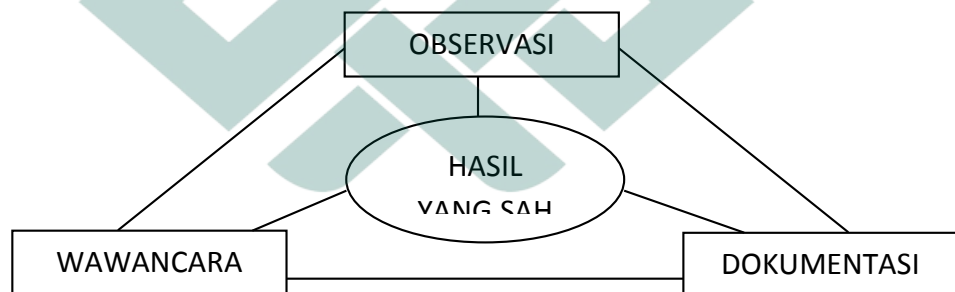 OBSERVASI
HASIL
YANG SAH
WAWANCARA
DOKUMENTASI